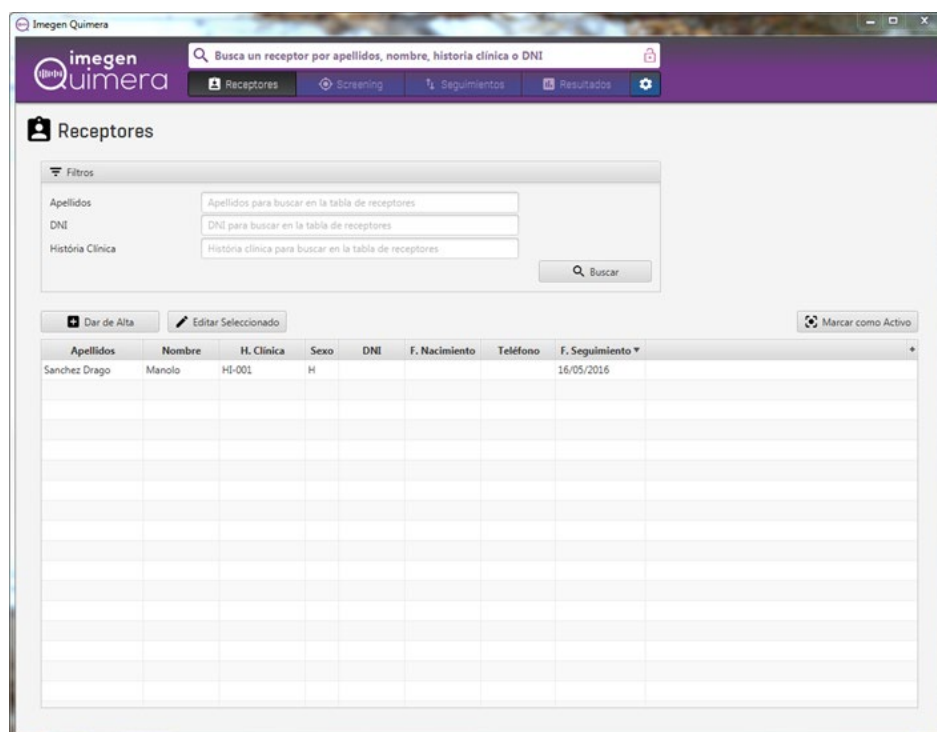 Imegen Quimera
imegen
Quimera
Busca un receptor por apellidos, nombre, historia clínica o DNI
Receptores Screening Seguimientos Resultados
Receptores
Filtros
Apellidos Apellidos para buscar en la tabla de receptores
DNI DNI para buscar en la tabla de receptores
História Clínica História clínica para buscar en la tabla de receptores
Buscar
Dar de Alta Editar Seleccionado Marcar como Activo
Apellidos Nombre H. Clínica Sexo DNI F. Nacimiento Teléfono F. Seguimiento
Sanchez Drago Manolo HI-001 H 16/05/2016